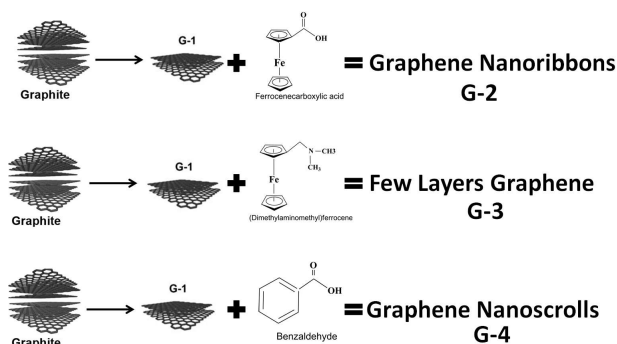 G-1
O
OH
Fe
Graphite
Ferrocenecarboxylic acid
= Graphene Nanoribbons
G-2
G-1
N—CH3
CH3
Fe
Graphite
(Dimethylaminomethyl)ferrocene
= Few Layers Graphene
G-3
G-1
O
OH
Graphite
Benzaldehyde
= Graphene Nanoscrolls
G-4